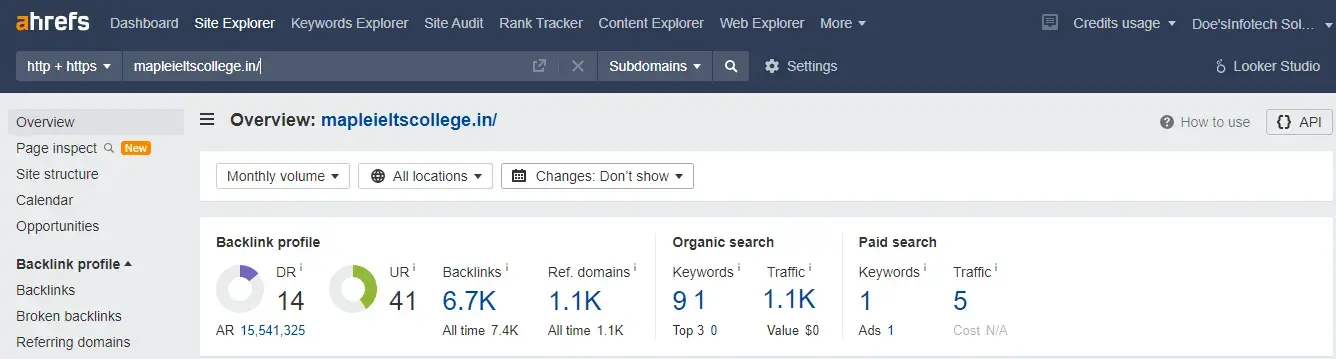 ahrefs Dashboard Site Explorer Keywords Explorer Site Audit Rank Tracker Content Explorer Web Explorer More Credits usage Doe'sInfotech Sol...
http + https mapleieltscollege.in/ Subdomains Settings Looker Studio
Overview
Page inspect New
Site structure
Calendar
Opportunities
Backlink profile
Backlinks
Broken backlinks
Referring domains
Overview: mapleieltscollege.in/ How to use {} API
Monthly volume All locations Changes: Don't show
Backlink profile Organic search Paid search
DR i UR i Backlinks i Ref. domains i Keywords i Traffic i Keywords i Traffic i
14 41 6.7K 1.1K 9 1 1.1K 1 5
AR 15,541,325 All time 7.4K All time 1.1K Top 3 0 Value $0 Ads 1 Cost N/A